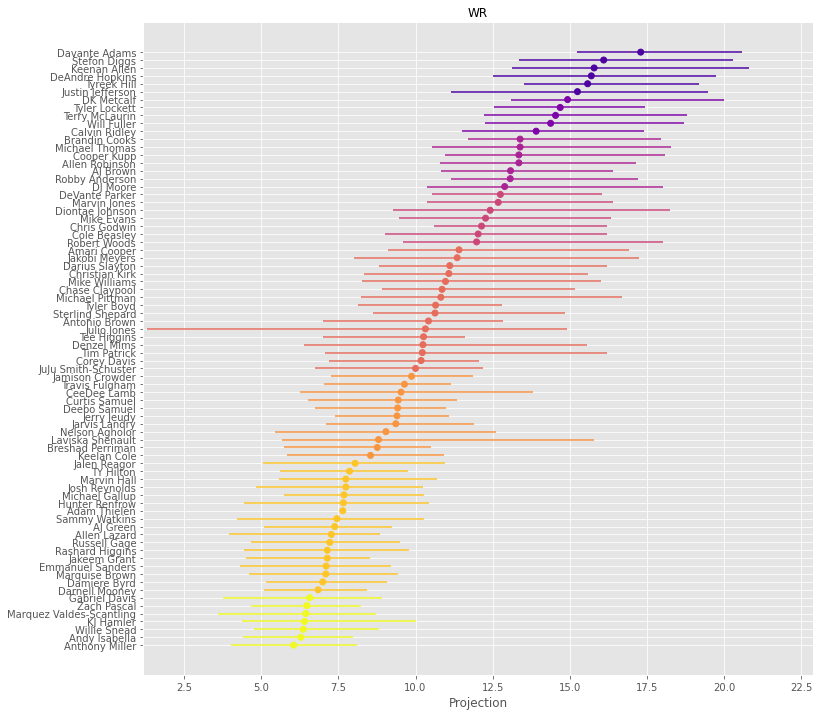 WR
Davante Adams
Stefon Diggs
Keenan Allen
DeAndre Hopkins
Tyreek Hill
Justin Jefferson
DK Metcalf
Tyler Lockett
Terry McLaurin
Will Fuller
Calvin Ridley
Brandin Cooks
Michael Thomas
Cooper Kupp
Allen Robinson
AJ Brown
Robby Anderson
DJ Moore
DeVante Parker
Marvin Jones
Diontae Johnson
Mike Evans
Chris Godwin
Cole Beasley
Robert Woods
Amari Cooper
Jakobi Meyers
Darius Slayton
Christian Kirk
Mike Williams
Chase Claypool
Michael Pittman
Tyler Boyd
Sterling Shepard
Antonio Brown
Julio Jones
Tee Higgins
Denzel Mims
Tim Patrick
Corey Davis
JuJu Smith-Schuster
Jamison Crowder
Travis Fulgham
CeeDee Lamb
Curtis Samuel
Deebo Samuel
Jerry Jeudy
Jarvis Landry
Nelson Agholor
Laviska Shenault
Breshad Perriman
Keelan Cole
Jalen Reagor
TY Hilton
Marvin Hall
Josh Reynolds
Michael Gallup
Hunter Renfrow
Adam Thielen
Sammy Watkins
AJ Green
Allen Lazard
Russell Gage
Rashard Higgins
Jakeem Grant
Emmanuel Sanders
Marquise Brown
Damiere Byrd
Darnell Mooney
Gabriel Davis
Zach Pascal
Marquez Valdes-Scantling
KJ Hamler
Willie Snead
Andy Isabella
Anthony Miller
2.5 5.0 7.5 10.0 12.5 15.0 17.5 20.0 22.5
Projection